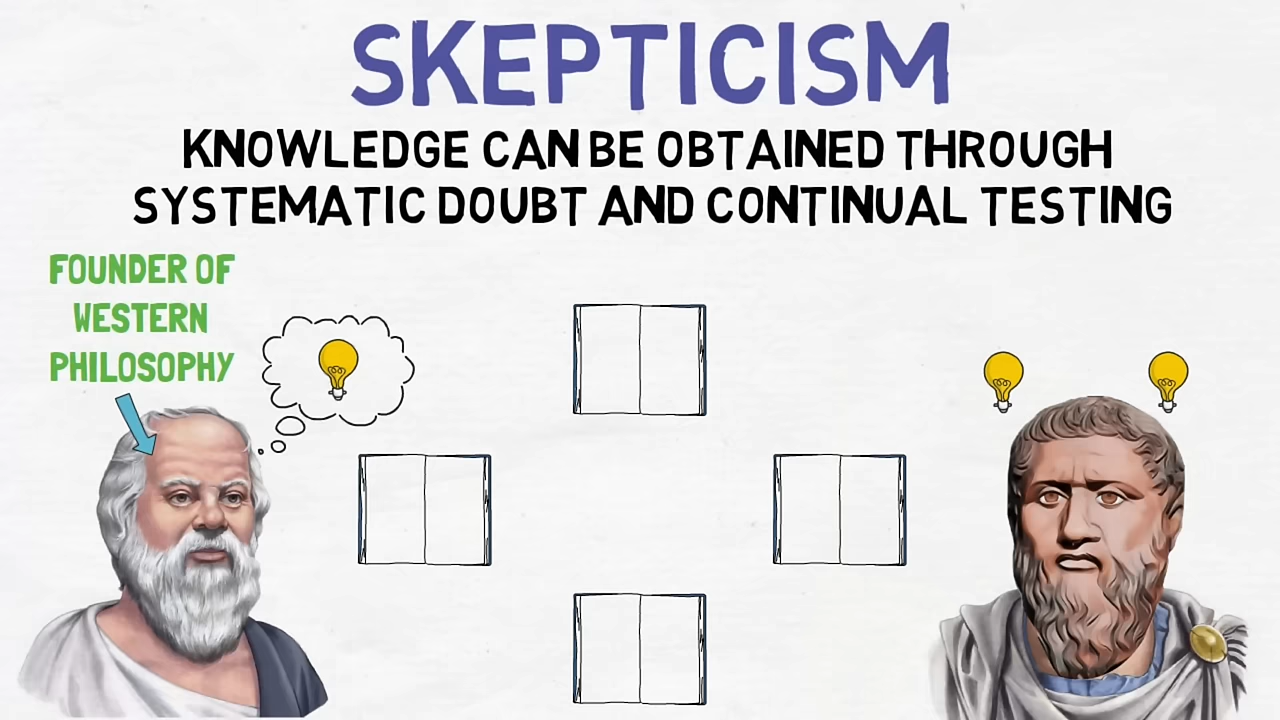 SKEPTICISM
KNOWLEDGE CAN BE OBTAINED THROUGH
SYSTEMATIC DOUBT AND CONTINUAL TESTING
FOUNDER OF
WESTERN
PHILOSOPHY